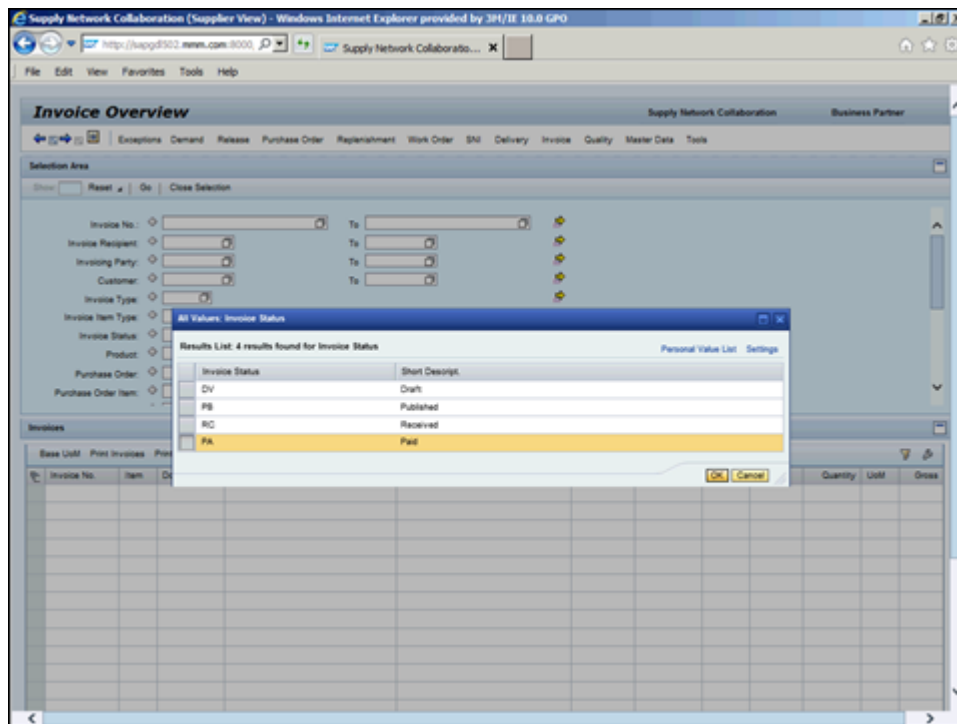 Supply Network Collaboration (Supplier View) - Windows Internet Explorer provided by 3M/IE 10.0 GPO
Supply Network Collaboratio...
File Edit View Favorites Tools Help
Invoice Overview Supply Network Collaboration Business Partner
Exceptions Demand Release Purchase Order Replenishment Work Order SNI Delivery Invoice Quality Master Data Tools
Selection Area
Show: Reset Go Close Selection
Invoice No.: To
Invoice Recipient: To
Invoicing Party: To
Customer: To
Invoice Type:
Invoice Item Type:
Invoice Status:
Product:
Purchase Order:
Purchase Order Item:
All Values: Invoice Status
Results List: 4 results found for Invoice Status Personal Value List Settings
Invoice Status Short Descript.
DV Draft
PB Published
RC Received
PA Paid
OK Cancel
Invoices
Base UoM Print Invoices
Invoice No. Item Quantity UoM Gross